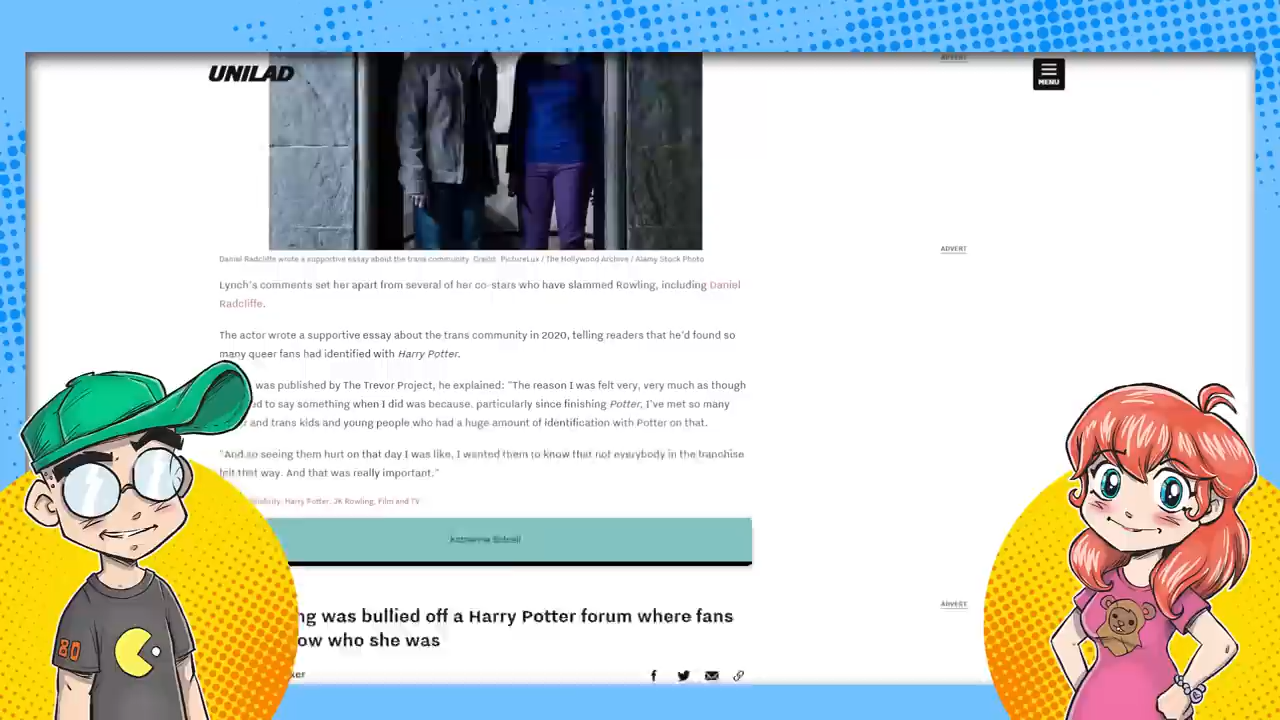 UNILAD
MENU
ADVERT
Daniel Radcliffe wrote a supportive essay about the trans community. Credit: PictureLux / The Hollywood Archive / Alamy Stock Photo
ADVERT
Lynch's comments set her apart from several of her co-stars who have slammed Rowling, including Daniel
Radcliffe.
The actor wrote a supportive essay about the trans community in 2020, telling readers that he'd found so
many queer fans had identified with Harry Potter.
was published by The Trevor Project, he explained: "The reason I was felt very, very much as though
ed to say something when I did was because, particularly since finishing Potter, I've met so many
and trans kids and young people who had a huge amount of identification with Potter on that.
"And so seeing them hurt on that day I was like, I wanted them to know that not everybody in the franchise
felt that way. And that was really important."
Harry Potter, JK Rowling, Film and TV
ADVERT
ng was bullied off a Harry Potter forum where fans
ow who she was
ker
80